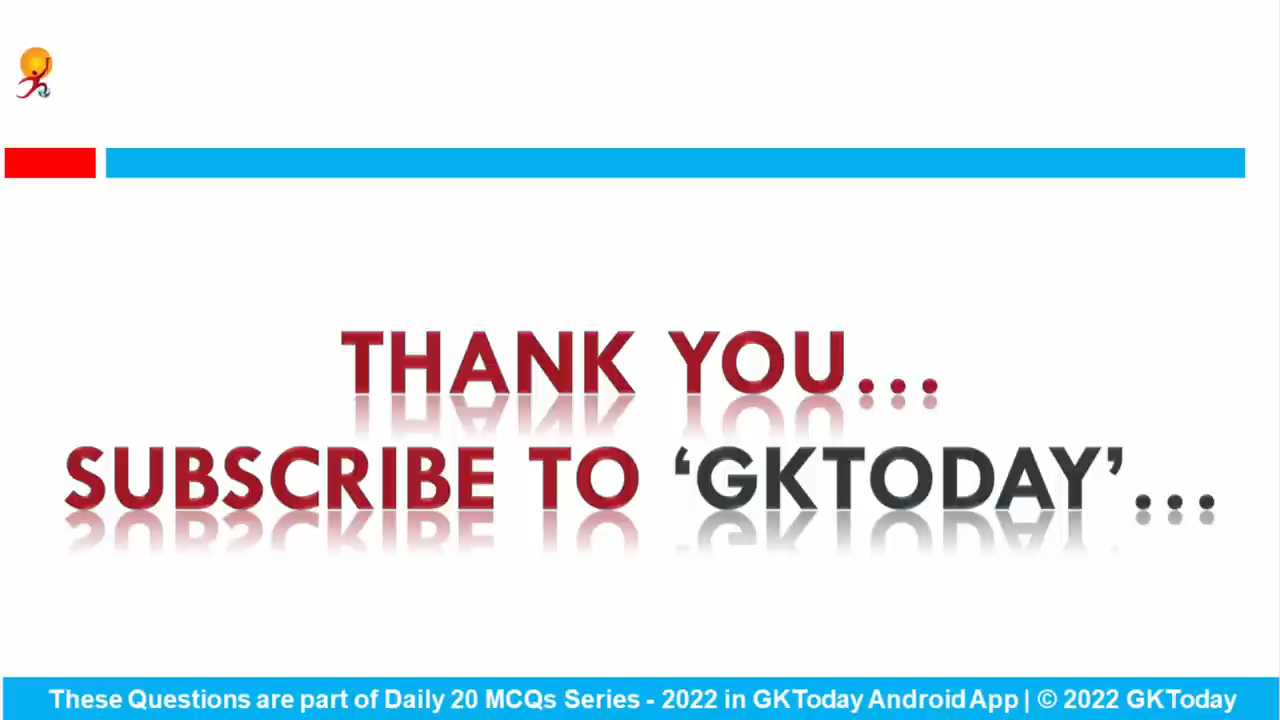 THANK YOU...
SUBSCRIBE TO ‘GKTODAY’...
These Questions are part of Daily 20 MCQs Series - 2022 in GKToday Android App | © 2022 GKToday